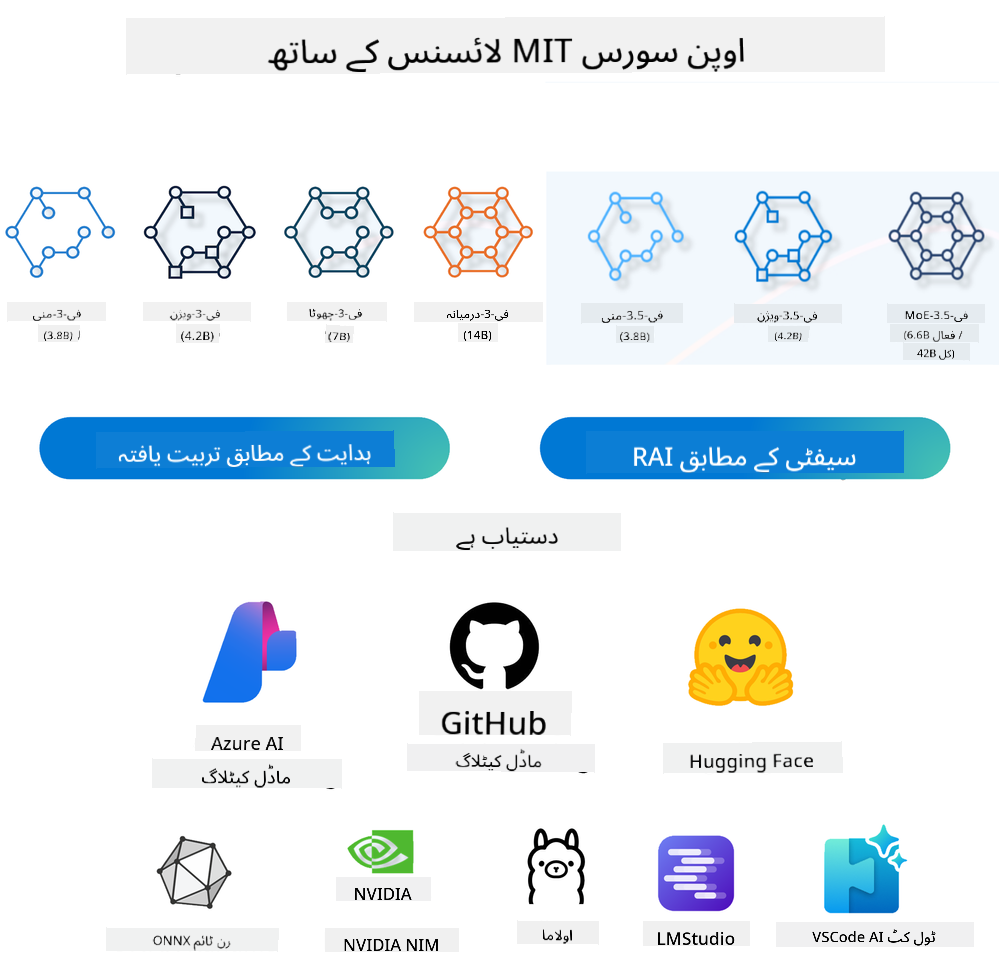 اوپن سورس MIT لائسنس کے ساتھ
فی-3-منی
(3.8B)
فی-3-ویژن
(4.2B)
فی-3-چھوٹا
(7B)
فی-3-درمیانہ
(14B)
فی-3.5-منی
(3.8B)
فی-3.5-ویژن
(4.2B)
فی-3.5-MoE
(6.6B فعال /
کل 42B)
ہدایت کے مطابق تربیت یافتہ
سیفٹی کے مطابق RAI
دستیاب ہے
Azure AI
ماڈل کیٹلاگ
GitHub
ماڈل کیٹلاگ
Hugging Face
ONNX رن ٹائم
NVIDIA
NVIDIA NIM
اولاما
LMStudio
VSCode AI ٹول کٹ